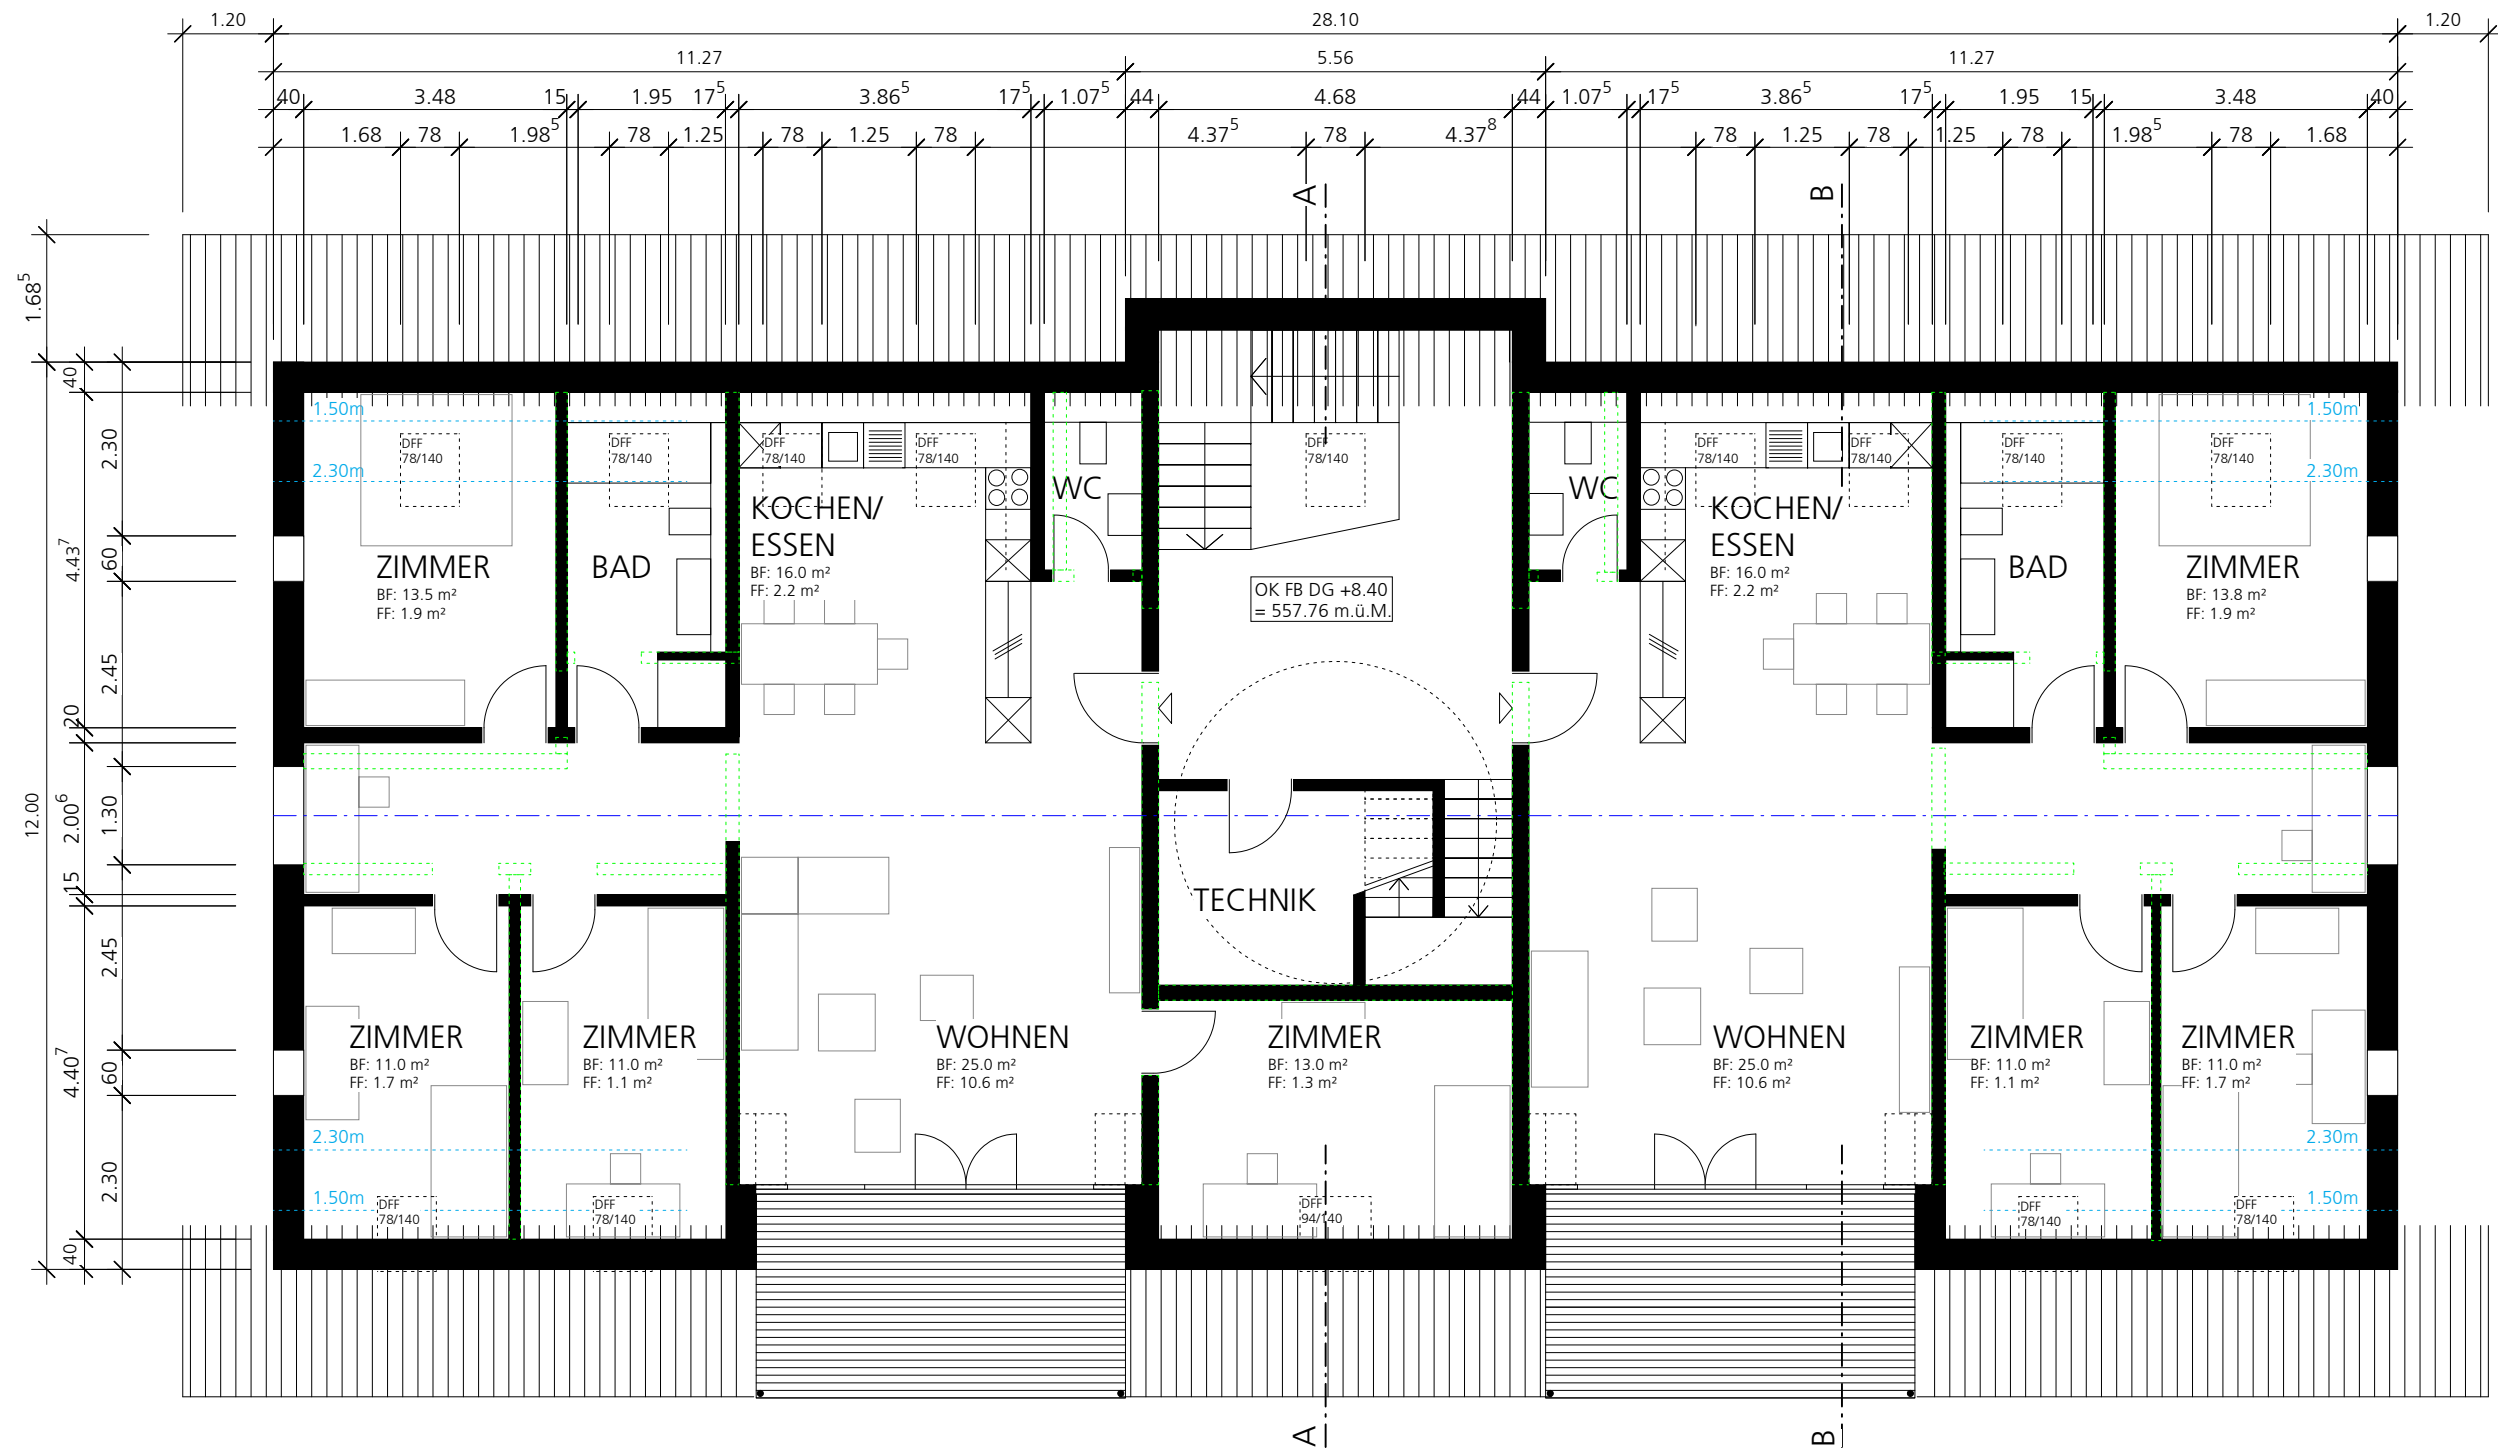 1.20 28.10 1.20
11.27 5.56 11.27
40 3.48 15 1.95 17⁵ 3.86⁵ 17⁵ 1.07⁵ 44 4.68 44 1.07⁵ 17⁵ 3.86⁵ 17⁵ 1.95 15 3.48 40
1.68 78 1.98⁵ 78 1.25 78 1.25 78 4.37⁵ 78 4.37⁸ 78 1.25 78 1.25 78 1.98⁵ 78 1.68
A B
1.68⁵
12.00
40
4.43⁷
20
2.00⁶
15
4.40⁷
40
2.30
60
2.45
1.30
2.45
60
2.30
1.50m
2.30m
DFF
78/140
DFF
78/140
DFF
78/140
DFF
78/140
DFF
78/140
DFF
78/140
DFF
78/140
DFF
78/140
DFF
78/140
1.50m
2.30m
ZIMMER
BF: 13.5 m²
FF: 1.9 m²
BAD
KOCHEN/
ESSEN
BF: 16.0 m²
FF: 2.2 m²
WC
OK FB DG +8.40
= 557.76 m.ü.M.
WC
KOCHEN/
ESSEN
BF: 16.0 m²
FF: 2.2 m²
BAD
ZIMMER
BF: 13.8 m²
FF: 1.9 m²
TECHNIK
ZIMMER
BF: 11.0 m²
FF: 1.7 m²
ZIMMER
BF: 11.0 m²
FF: 1.1 m²
WOHNEN
BF: 25.0 m²
FF: 10.6 m²
ZIMMER
BF: 13.0 m²
FF: 1.3 m²
WOHNEN
BF: 25.0 m²
FF: 10.6 m²
ZIMMER
BF: 11.0 m²
FF: 1.1 m²
ZIMMER
BF: 11.0 m²
FF: 1.7 m²
2.30m
1.50m
2.30m
1.50m
DFF
78/140
DFF
78/140
DFF
94/140
DFF
78/140
DFF
78/140
A B